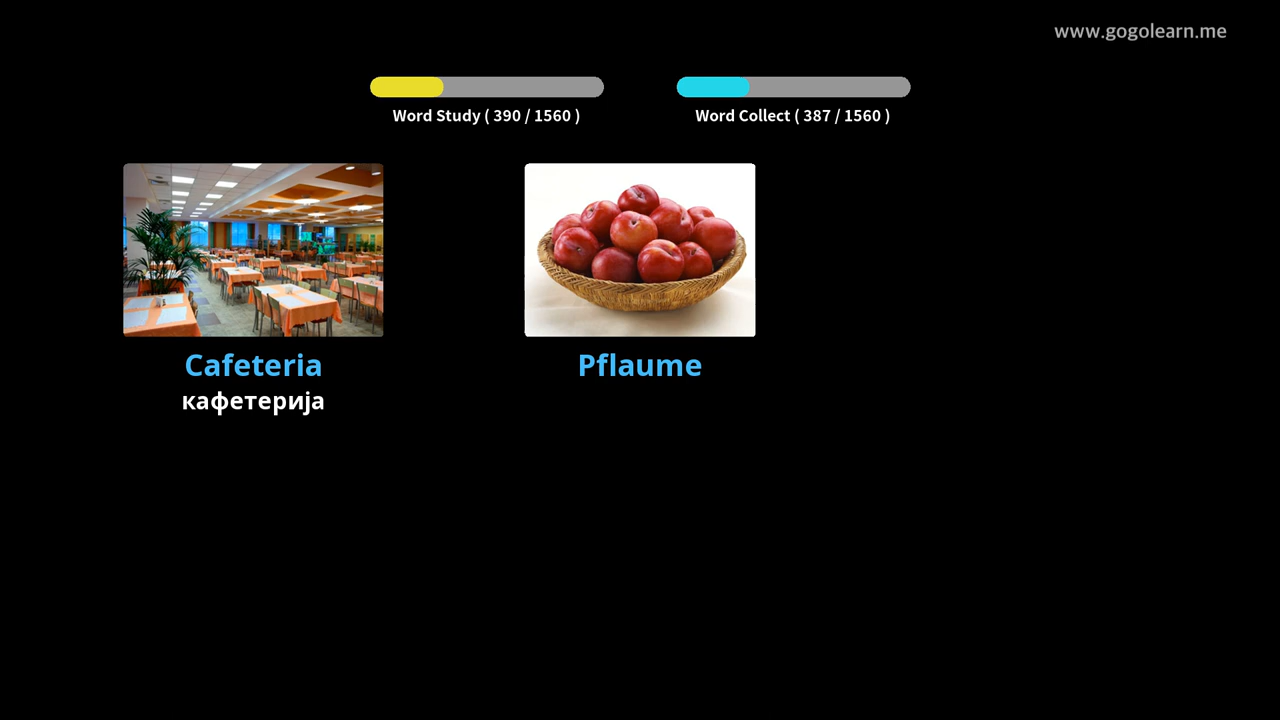 www.gogolearn.me
Word Study ( 390 / 1560 )
Word Collect ( 387 / 1560 )
Cafeteria
кафетерија
Pflaume